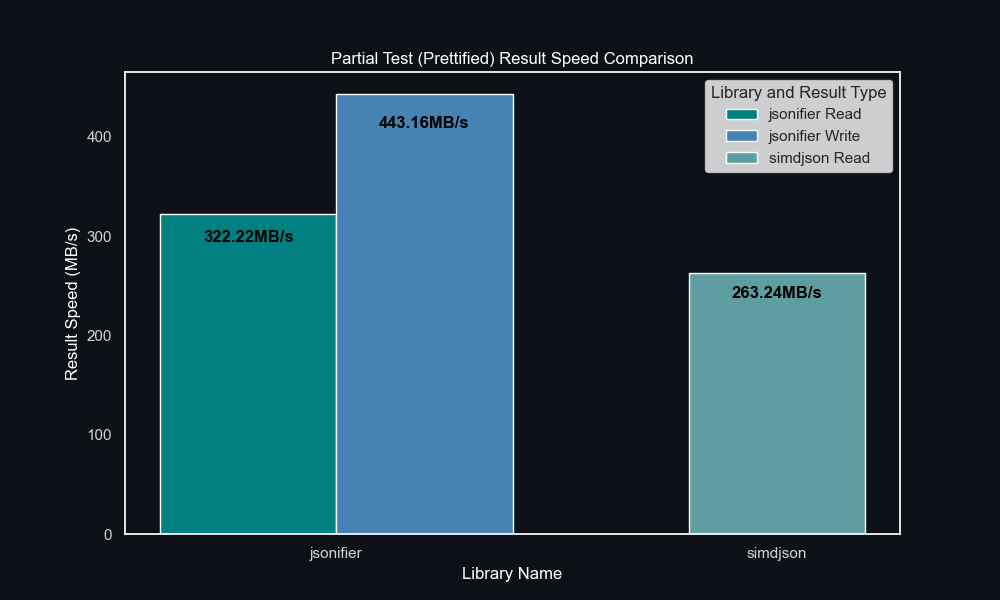 Partial Test (Prettified) Result Speed Comparison
Library and Result Type
jsonifier Read
jsonifier Write
simdjson Read
443.16MB/s
322.22MB/s
263.24MB/s
Result Speed (MB/s)
400
300
200
100
0
jsonifier
simdjson
Library Name